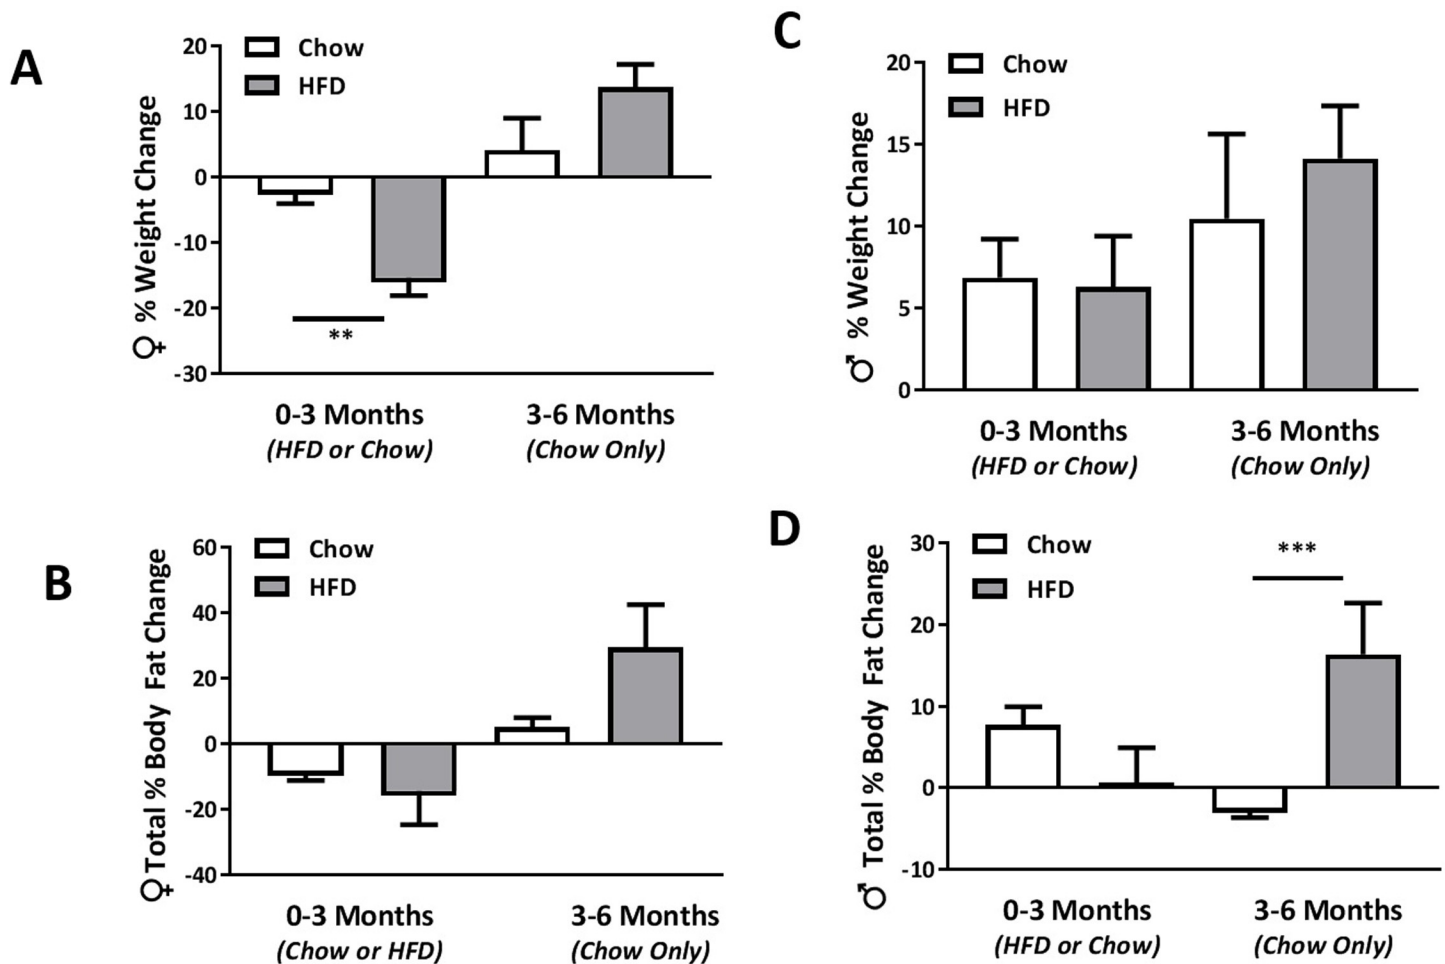 A
Chow
HFD
20
10
0
-10
-20
-30
♀ % Weight Change
**
0-3 Months
(HFD or Chow)
3-6 Months
(Chow Only)
C
Chow
HFD
20
15
10
5
0
♂ % Weight Change
0-3 Months
(HFD or Chow)
3-6 Months
(Chow Only)
B
Chow
HFD
60
40
20
0
-20
-40
♀Total % Body Fat Change
0-3 Months
(Chow or HFD)
3-6 Months
(Chow Only)
D
Chow
HFD
30
20
10
0
-10
♂ Total % Body Fat Change
***
0-3 Months
(HFD or Chow)
3-6 Months
(Chow Only)